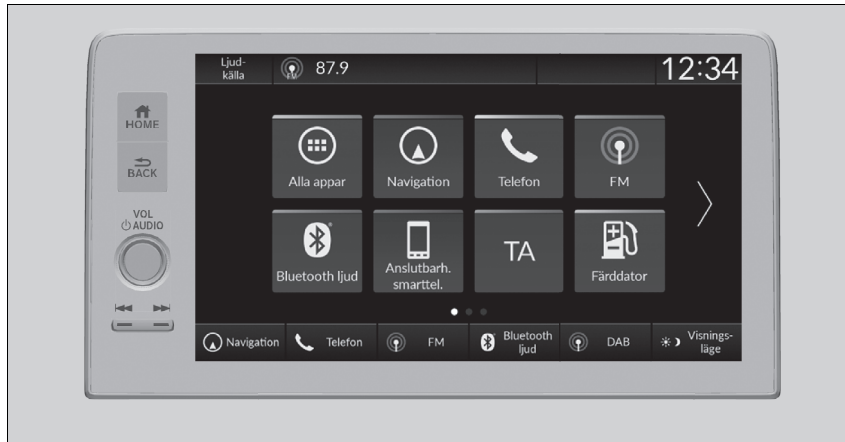 Ljud-
källa
FM
87.9
12:34
HOME
BACK
VOL
AUDIO
Alla appar
Navigation
Telefon
FM
Bluetooth ljud
Anslutbarh.
smarttel.
TA
Färddator
Navigation
Telefon
FM
Bluetooth
ljud
DAB
Visnings-
läge